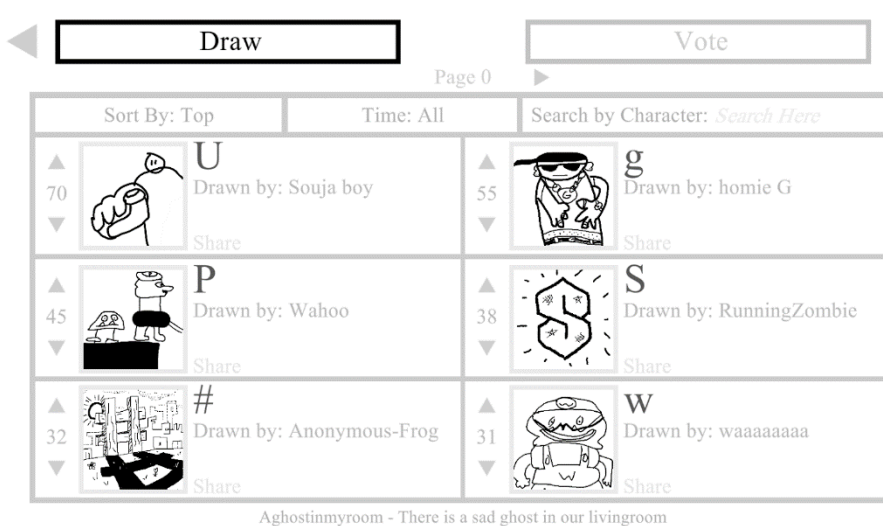 Draw
Vote
Page 0
Sort By: Top
Time: All
Search by Character: Search Here
70
U
Drawn by: Souja boy
Share
55
g
Drawn by: homie G
Share
45
P
Drawn by: Wahoo
Share
38
S
Drawn by: RunningZombie
Share
32
#
Drawn by: Anonymous-Frog
Share
31
w
Drawn by: waaaaaaaa
Share
Aghostinmyroom - There is a sad ghost in our livingroom